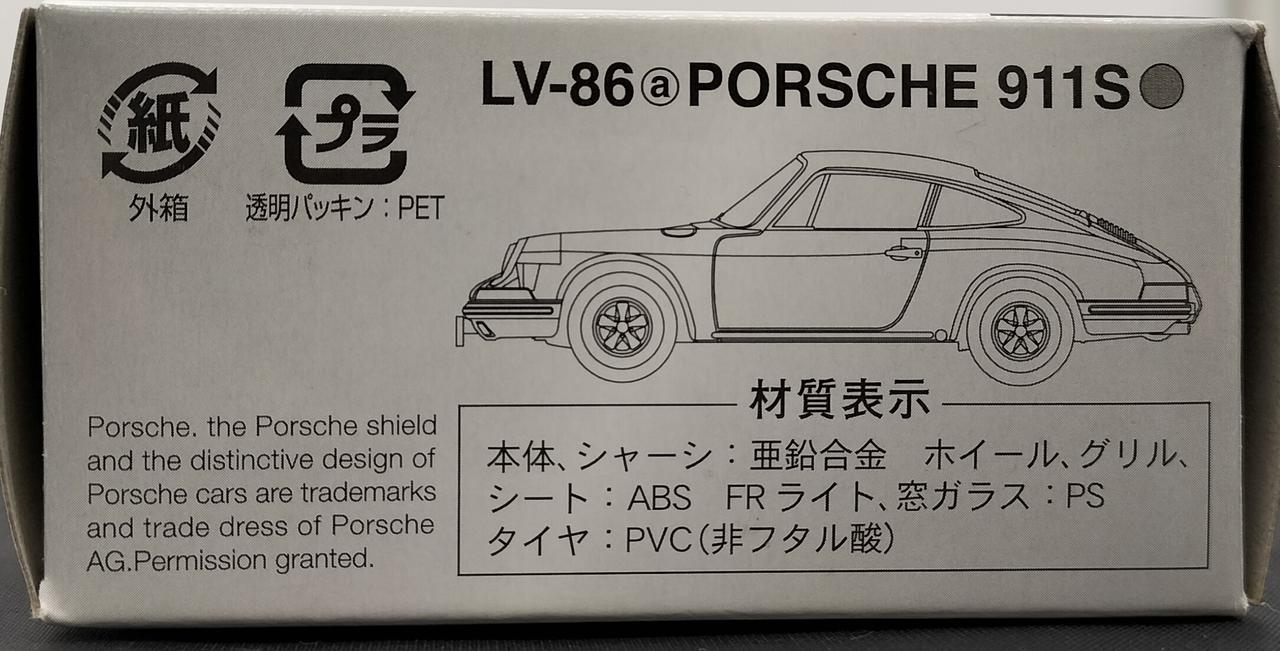 LV-86ⓐPORSCHE 911S
紙
プラ
外箱
透明パッキン：PET
Porsche. the Porsche shield
and the distinctive design of
Porsche cars are trademarks
and trade dress of Porsche
AG.Permission granted.
材質表示
本体、シャーシ：亜鉛合金　ホイール、グリル、
シート：ABS　FRライト、窓ガラス：PS
タイヤ：PVC(非フタル酸)